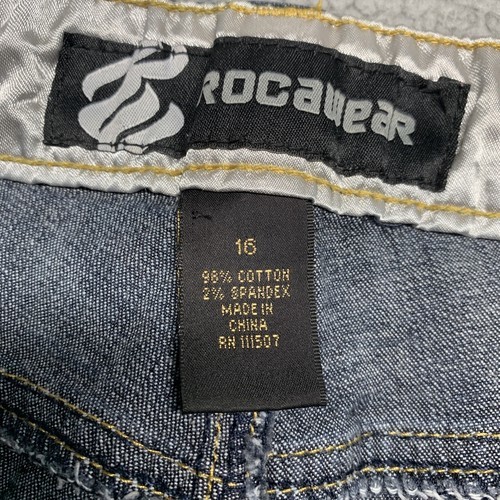 ROCAWEAR
16
98% COTTON
2% SPANDEX
MADE IN
CHINA
RN 111507